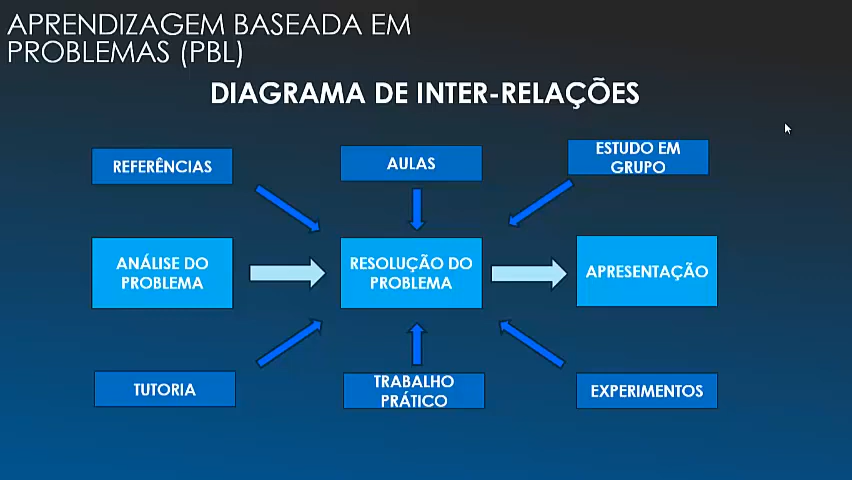 APRENDIZAGEM BASEADA EM
PROBLEMAS (PBL)
DIAGRAMA DE INTER-RELAÇÕES
REFERÊNCIAS
AULAS
ESTUDO EM
GRUPO
ANÁLISE DO
PROBLEMA
RESOLUÇÃO DO
PROBLEMA
APRESENTAÇÃO
TUTORIA
TRABALHO
PRÁTICO
EXPERIMENTOS